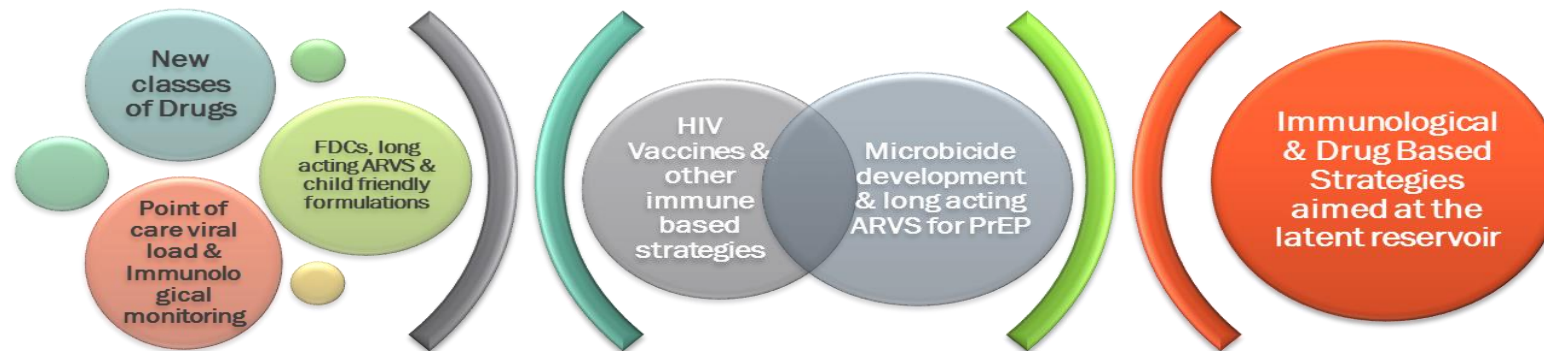 New
classes
of Drugs
FDCs, long
acting ARVS &
child friendly
formulations
Point of
care viral
load &
Immunolo
gical
monitoring
HIV
Vaccines &
other
immune
based
strategies
Microbicide
development
& long acting
ARVS for PrEP
Immunological
& Drug Based
Strategies
aimed at the
latent reservoir